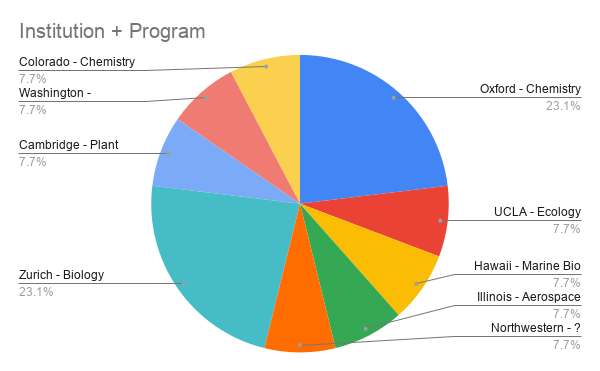 Institution + Program
Colorado - Chemistry
7.7%
Washington -
7.7%
Cambridge - Plant
7.7%
Zurich - Biology
23.1%
Oxford - Chemistry
23.1%
UCLA - Ecology
7.7%
Hawaii - Marine Bio
7.7%
Illinois - Aerospace
7.7%
Northwestern - ?
7.7%